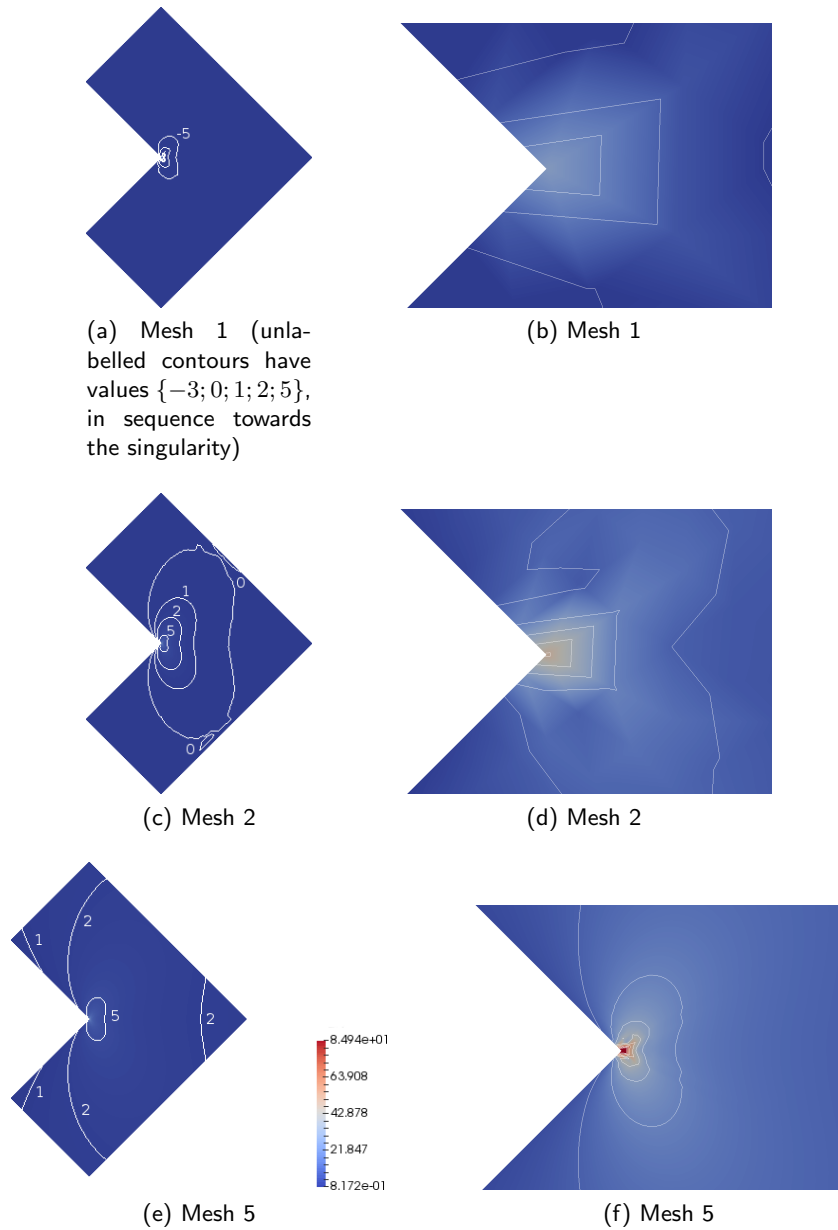 -5
(a) Mesh 1 (unla-
belled contours have
values {−3; 0; 1; 2; 5},
in sequence towards
the singularity)
(b) Mesh 1
0
1
2
5
0
(c) Mesh 2
(d) Mesh 2
2
1
5
2
1
2
8.494e+01
63.908
42.878
21.847
8.172e-01
(e) Mesh 5
(f) Mesh 5